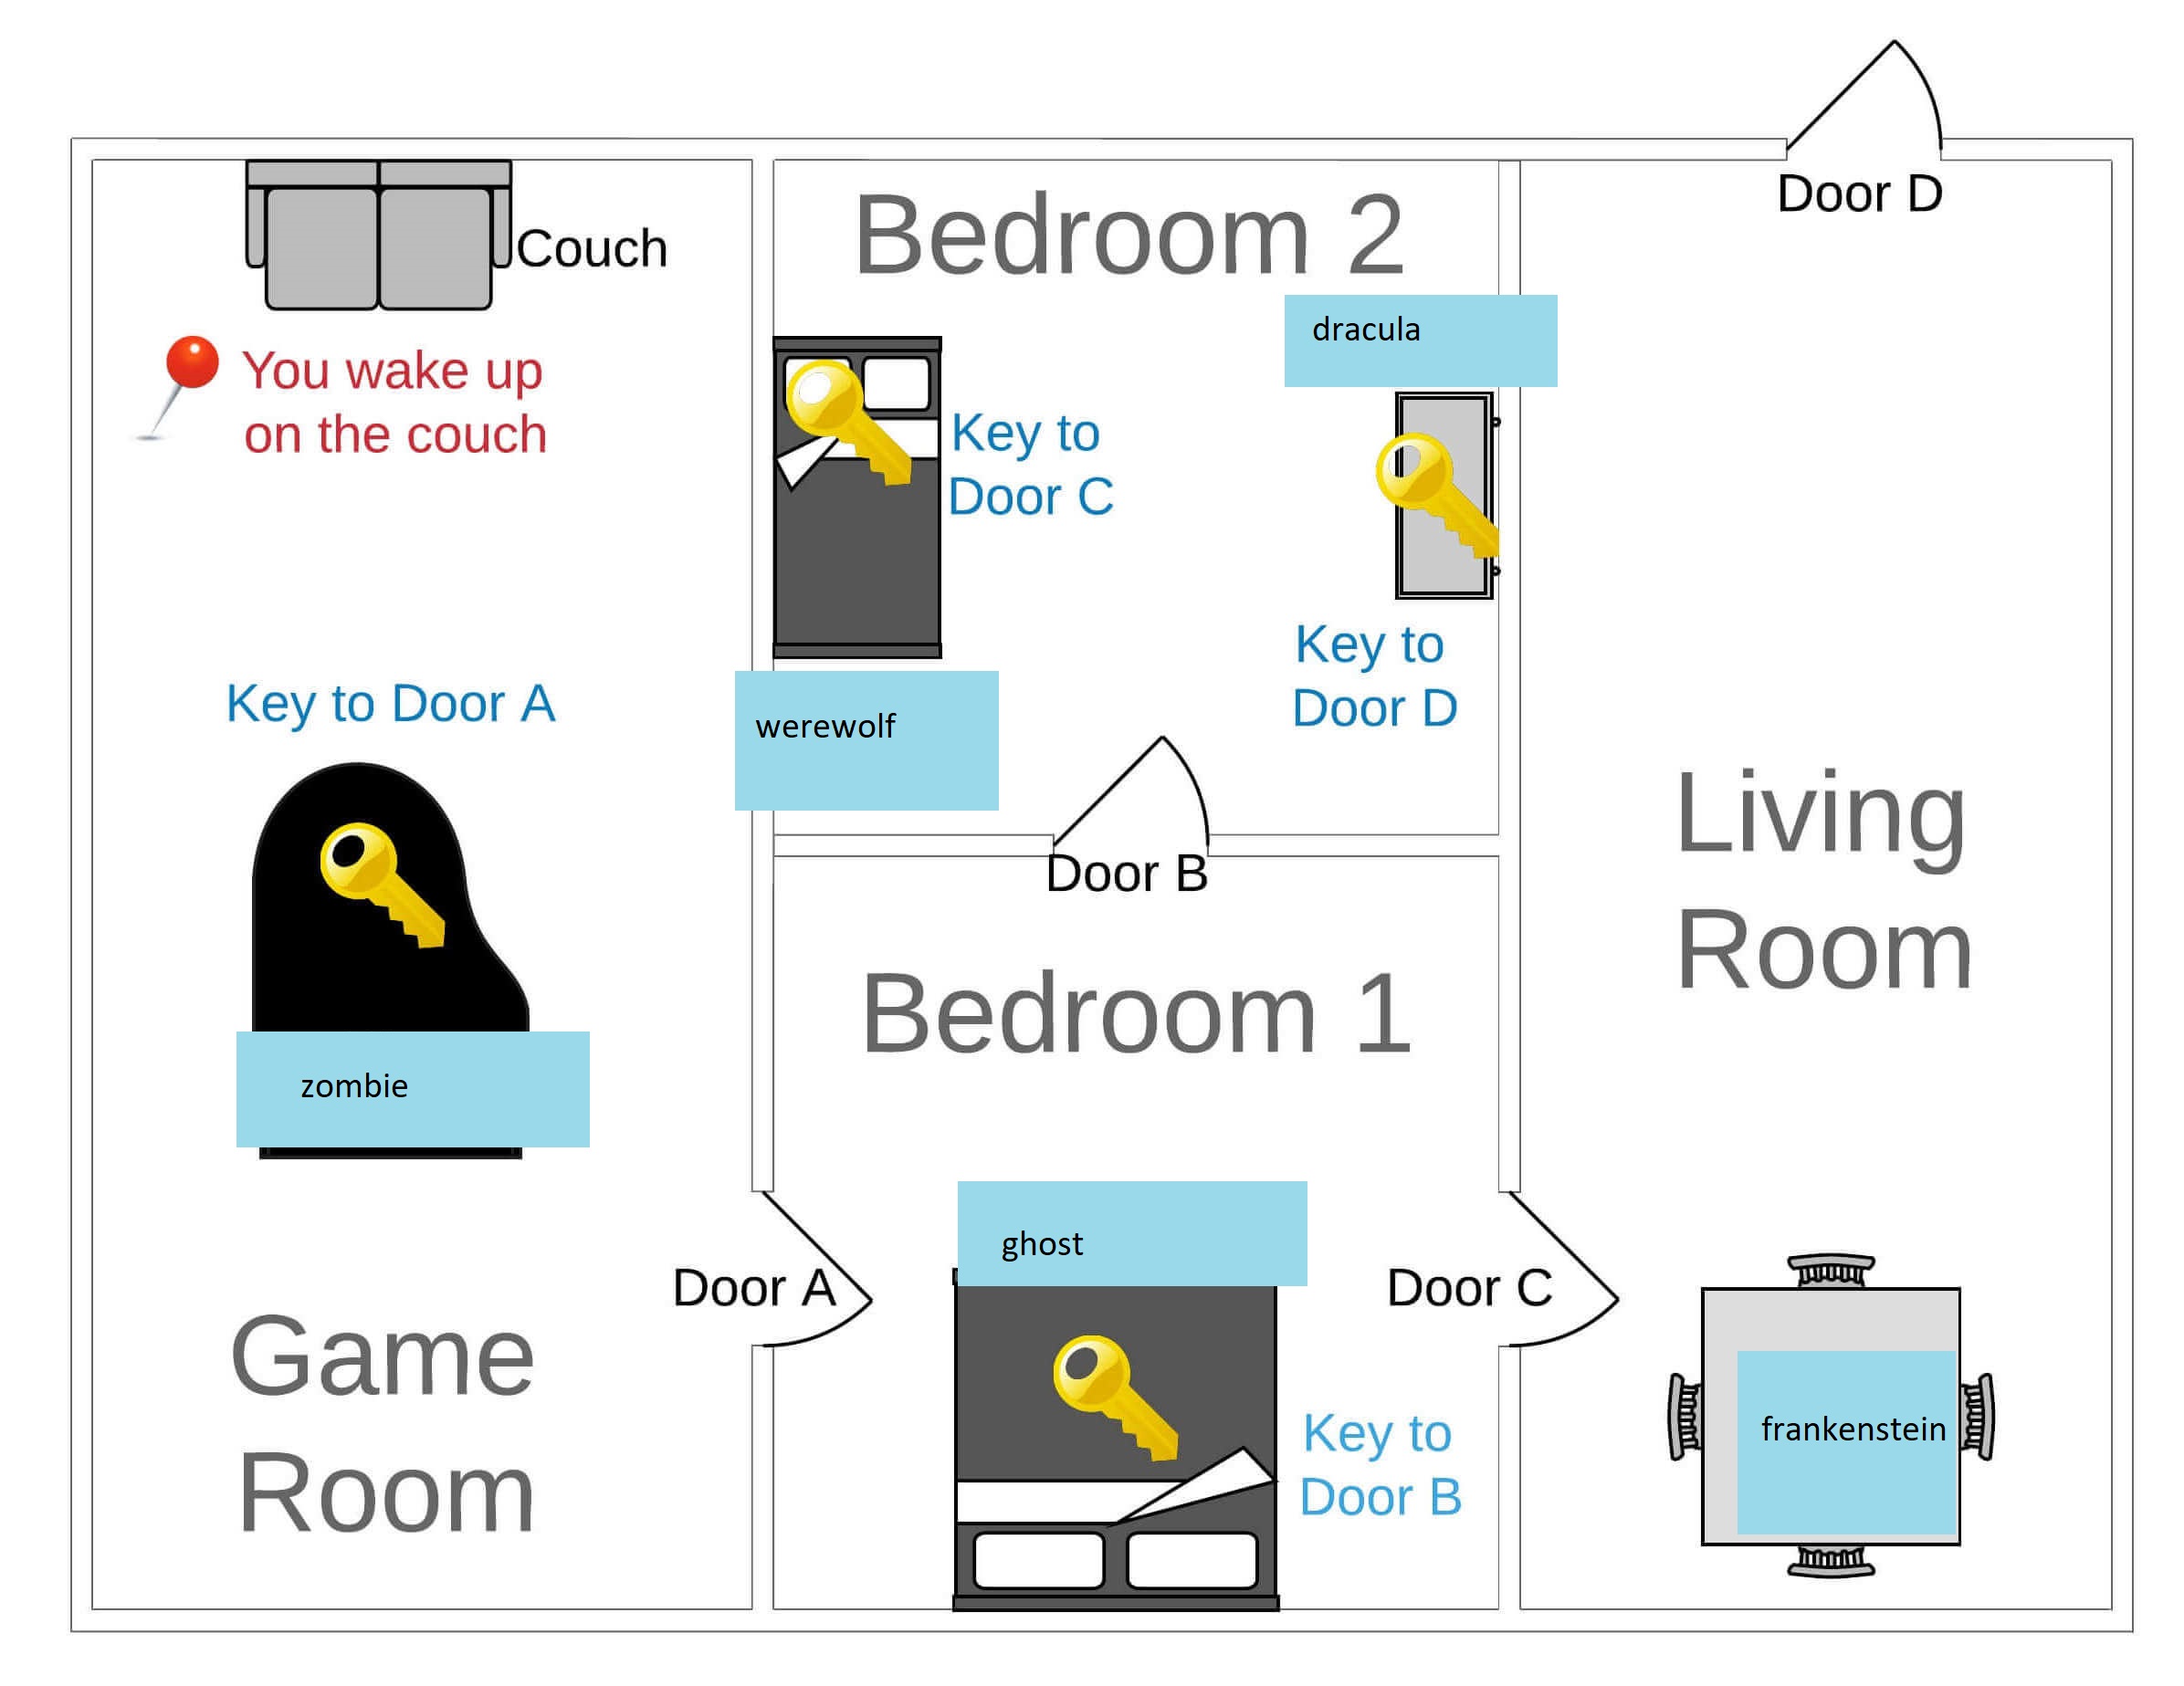 Door D
Couch
Bedroom 2
dracula
You wake up
on the couch
Key to
Door C
Key to
Door D
Key to Door A
werewolf
Door B
Living
Room
zombie
Bedroom 1
ghost
Door A
Door C
Game
Room
Key to
Door B
frankenstein